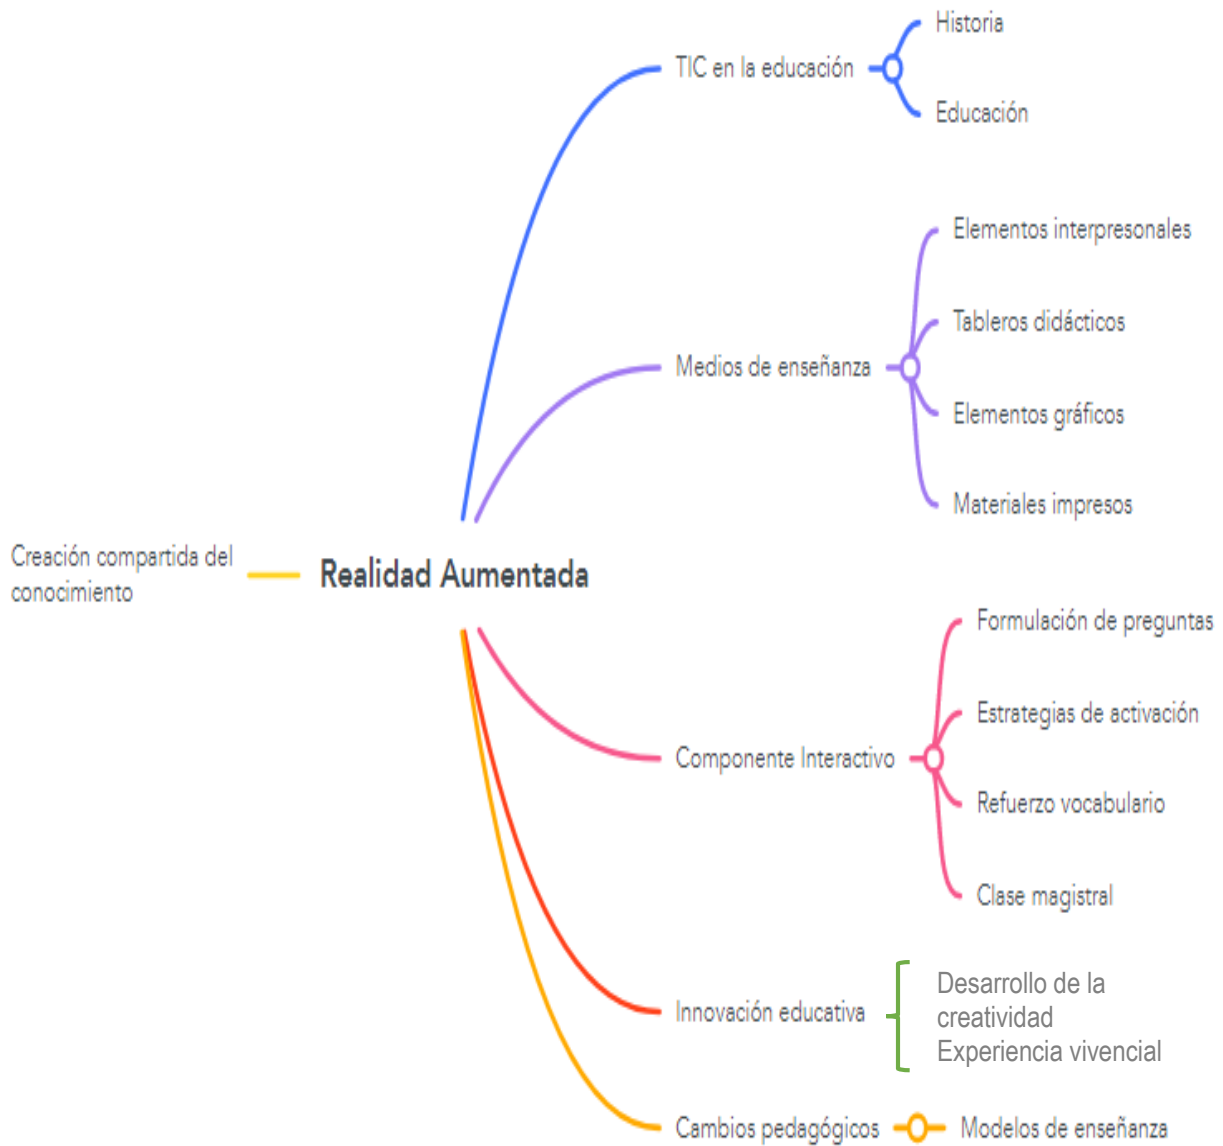 Historia
TIC en la educación
Educación
Elementos interpresonales
Tableros didácticos
Medios de enseñanza
Elementos gráficos
Materiales impresos
Creación compartida del
conocimiento
Realidad Aumentada
Formulación de preguntas
Estrategias de activación
Componente Interactivo
Refuerzo vocabulario
Clase magistral
Innovación educativa
Desarrollo de la
creatividad
Experiencia vivencial
Cambios pedagógicos
Modelos de enseñanza